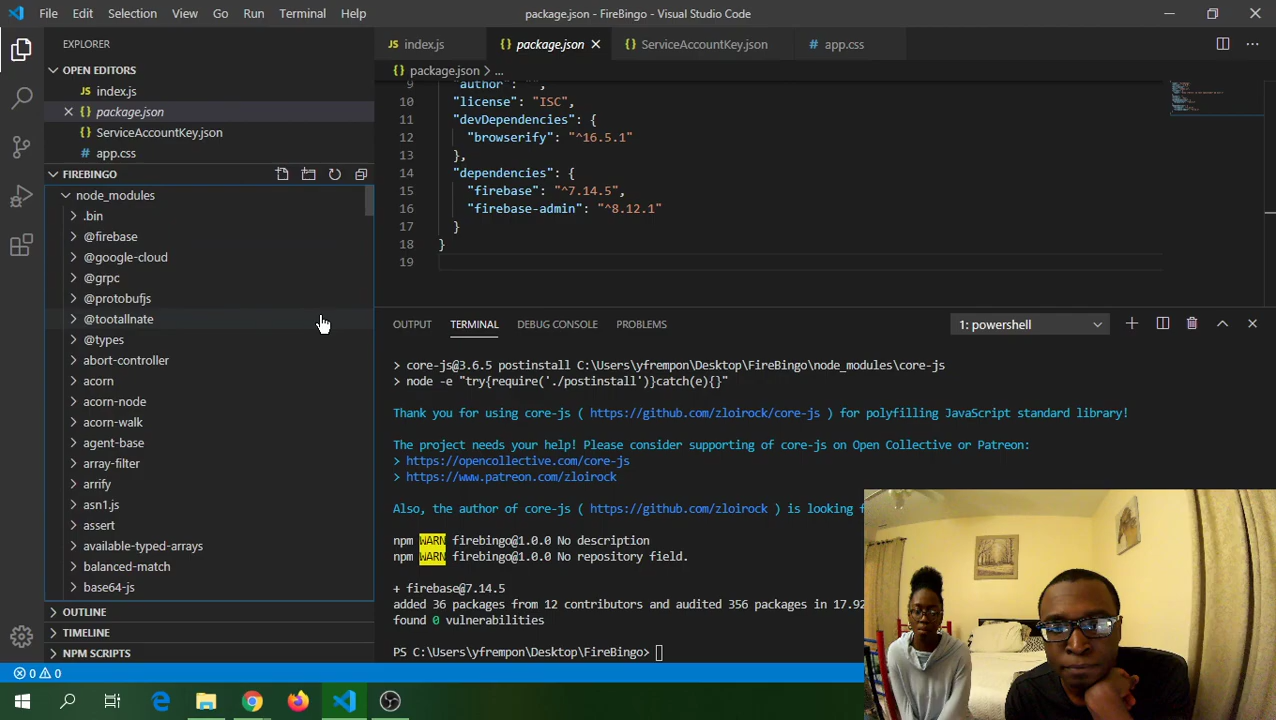 File Edit Selection View Go Run Terminal Help package.json - FireBingo - Visual Studio Code
EXPLORER
OPEN EDITORS
JS index.js
{} package.json
{} ServiceAccountKey.json
app.css
FIREBINGO
node_modules
.bin
@firebase
@google-cloud
@grpc
@protobufjs
@tootallnate
@types
abort-controller
acorn
acorn-node
acorn-walk
agent-base
array-filter
arrify
asn1.js
assert
available-typed-arrays
balanced-match
base64-js
OUTLINE
TIMELINE
NPM SCRIPTS
JS index.js {} package.json {} ServiceAccountKey.json app.css
{} package.json > ...
9 "author": "",
10 "license": "ISC",
11 "devDependencies": {
12 "browserify": "^16.5.1"
13 },
14 "dependencies": {
15 "firebase": "^7.14.5",
16 "firebase-admin": "^8.12.1"
17 }
18 }
19
OUTPUT TERMINAL DEBUG CONSOLE PROBLEMS 1: powershell
> core-js@3.6.5 postinstall C:\Users\yfrempon\Desktop\FireBingo\node_modules\core-js
> node -e "try{require('./postinstall')}catch(e){}"
Thank you for using core-js ( https://github.com/zloirock/core-js ) for polyfilling JavaScript standard library!
The project needs your help! Please consider supporting of core-js on Open Collective or Patreon:
> https://opencollective.com/core-js
> https://www.patreon.com/zloirock
Also, the author of core-js ( https://github.com/zloirock ) is looking
npm WARN firebingo@1.0.0 No description
npm WARN firebingo@1.0.0 No repository field.
+ firebase@7.14.5
added 36 packages from 12 contributors and audited 356 packages in 17.92
found 0 vulnerabilities
PS C:\Users\yfrempon\Desktop\FireBingo>
0 0